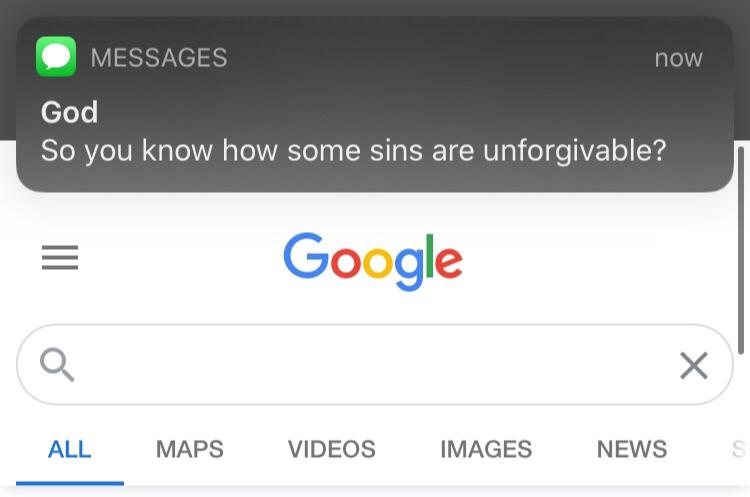 MESSAGES now
God
So you know how some sins are unforgivable?
Google
ALL MAPS VIDEOS IMAGES NEWS S